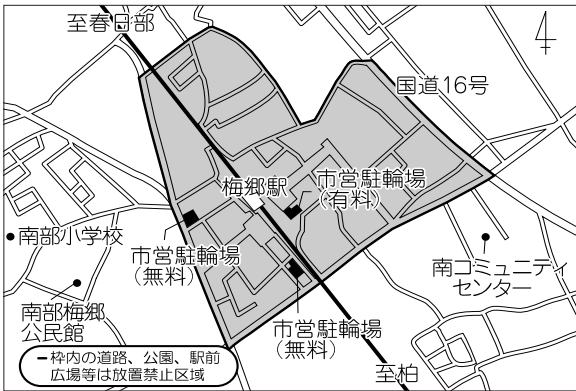 至春日部
国道16号
梅郷駅
市営駐輪場
(有料)
南部小学校
市営駐輪場
(無料)
南コミュニティ
センター
南部梅郷
公民館
市営駐輪場
(無料)
枠内の道路、公園、駅前
広場等は放置禁止区域
至柏